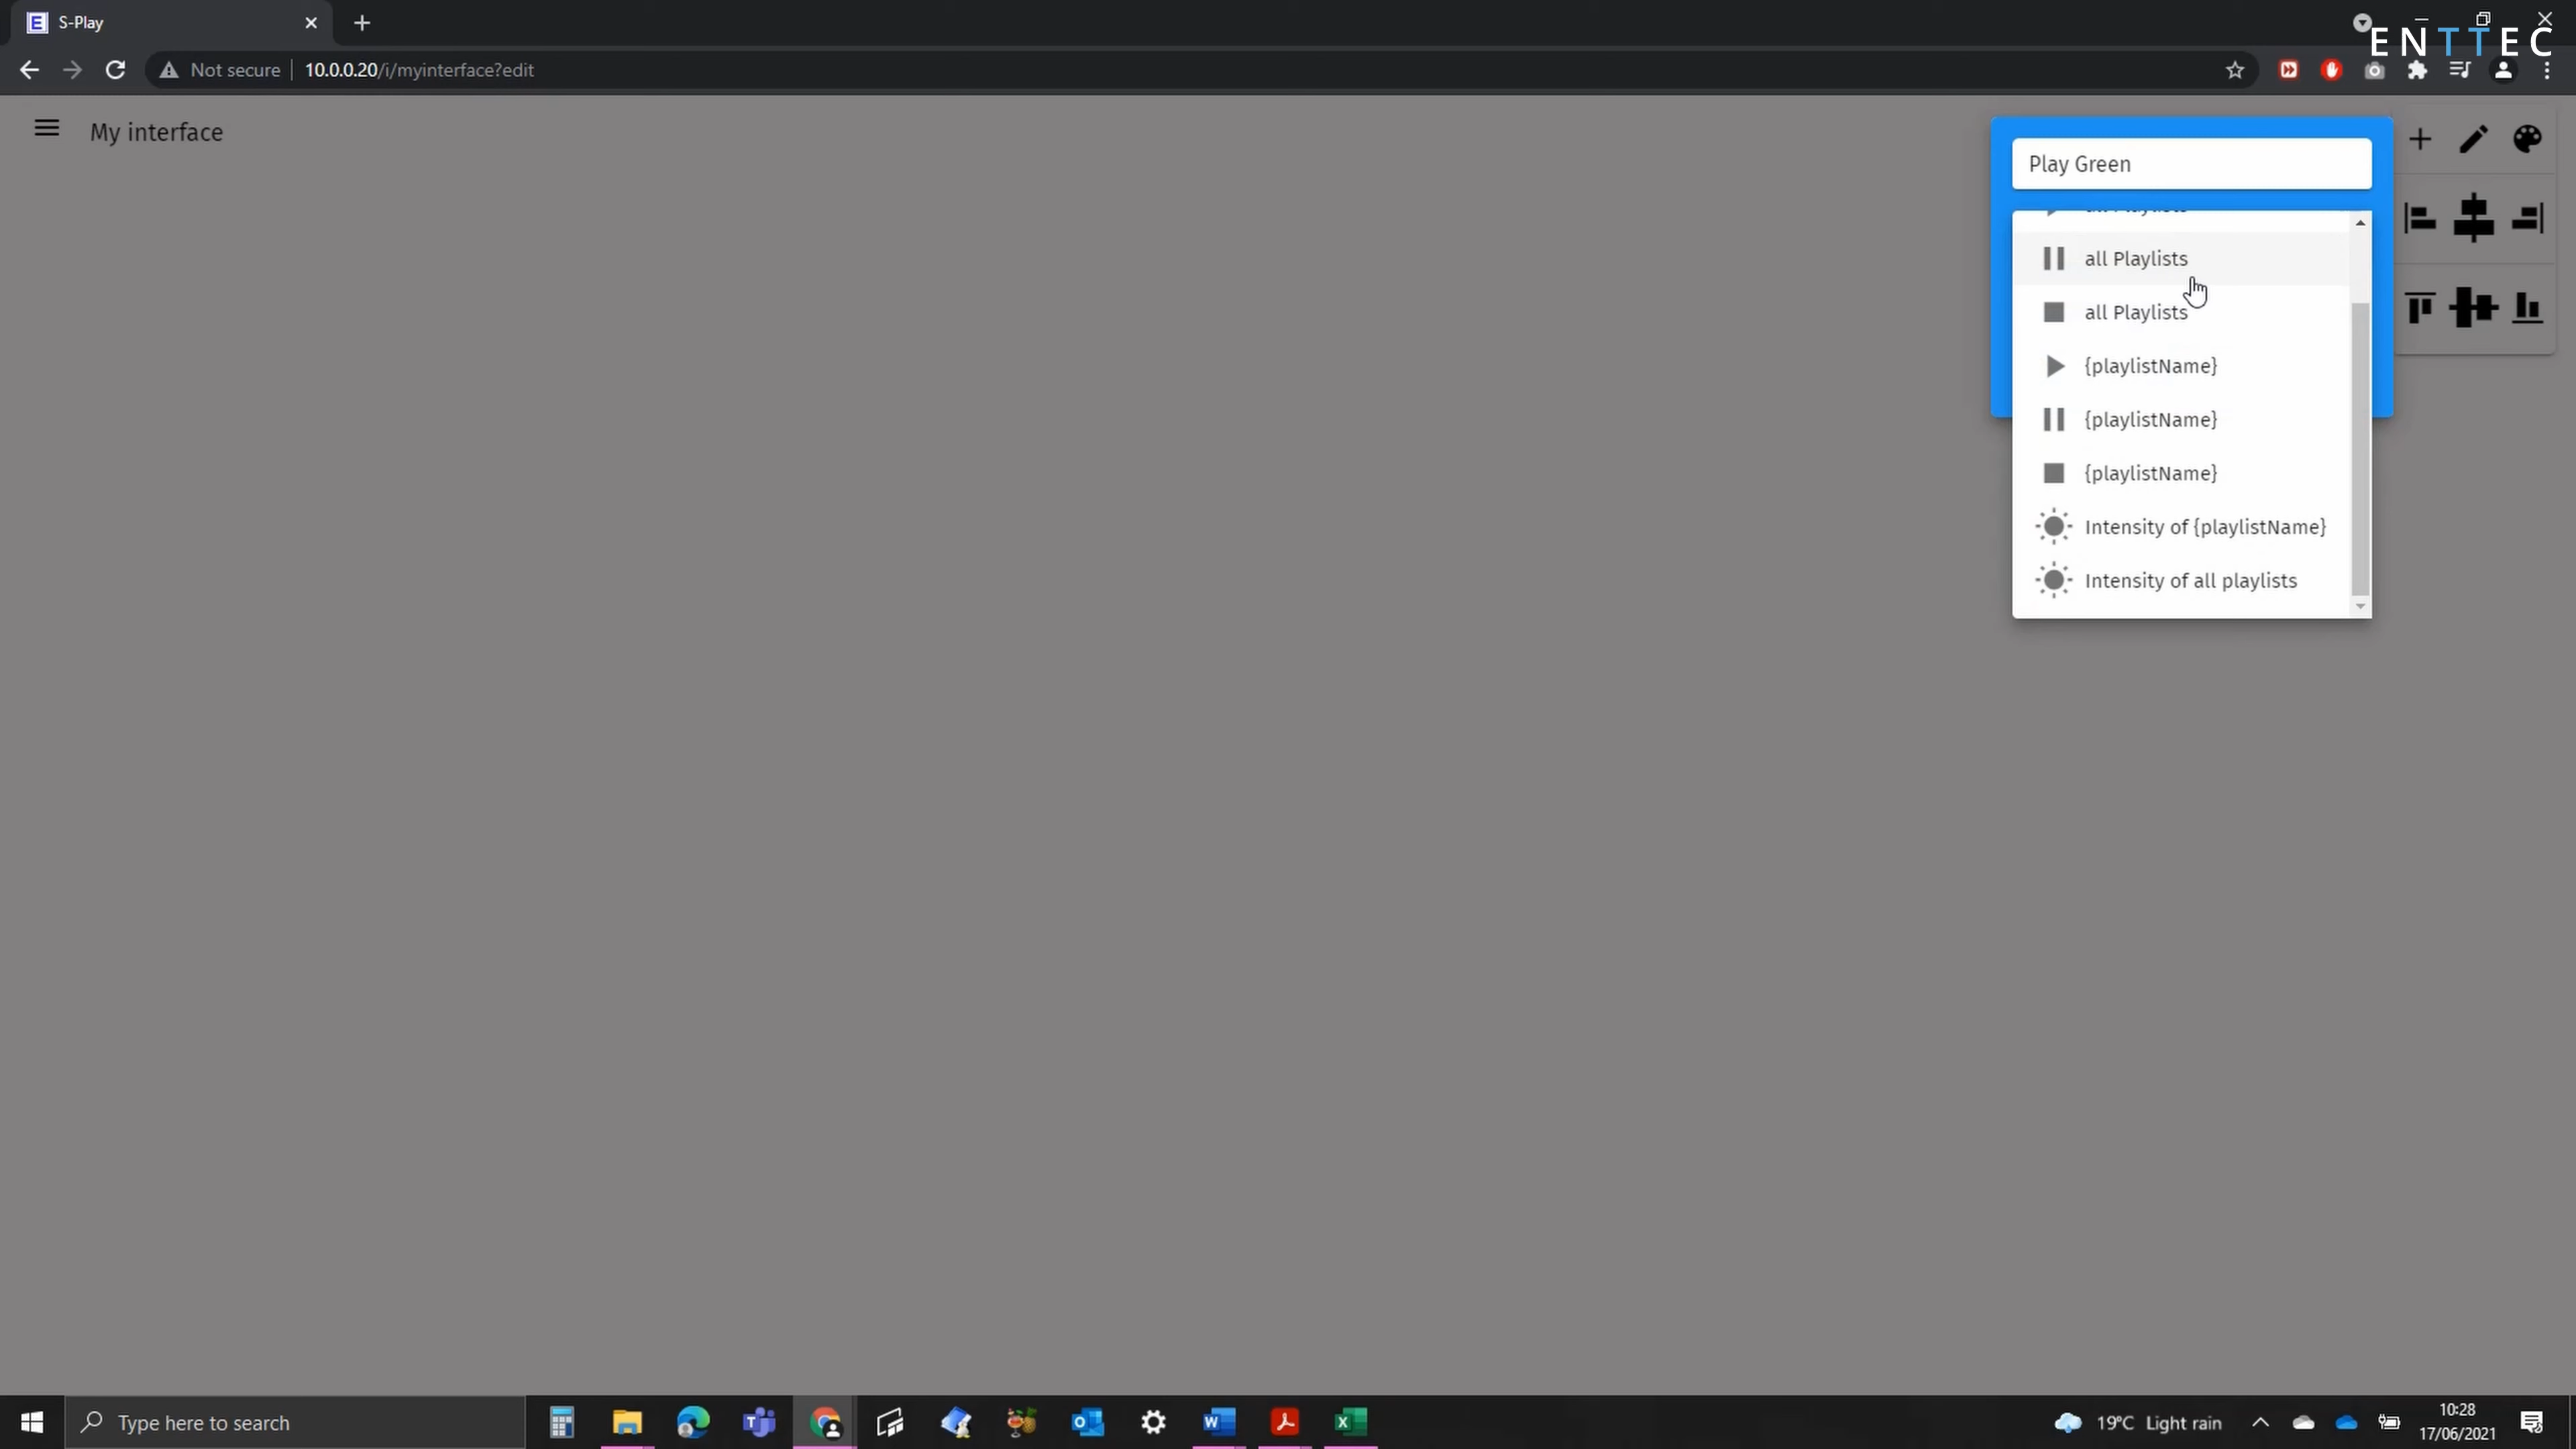 S-Play
ENTTEC
Not secure
10.0.0.20/i/myinterface?edit
My interface
Play Green
all Playlists
all Playlists
all Playlists
{playlistName}
{playlistName}
{playlistName}
Intensity of {playlistName}
Intensity of all playlists
Type here to search
19°C Light rain
10:28
17/06/2021